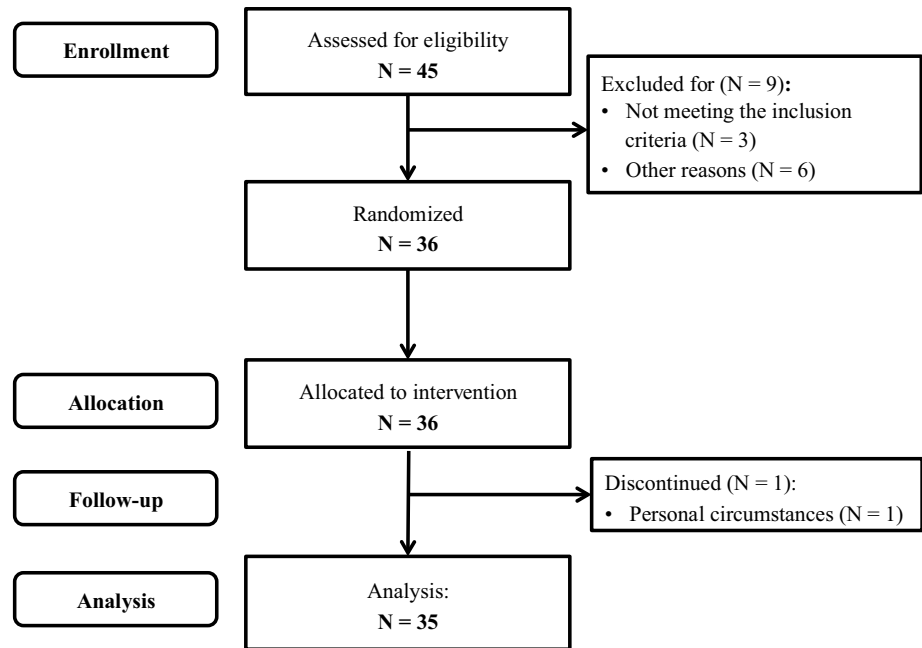 Enrollment
Assessed for eligibility
N = 45
Excluded for (N = 9):
• Not meeting the inclusion
criteria (N = 3)
• Other reasons (N = 6)
Randomized
N = 36
Allocation
Allocated to intervention
N = 36
Follow-up
Discontinued (N = 1):
• Personal circumstances (N = 1)
Analysis
Analysis:
N = 35